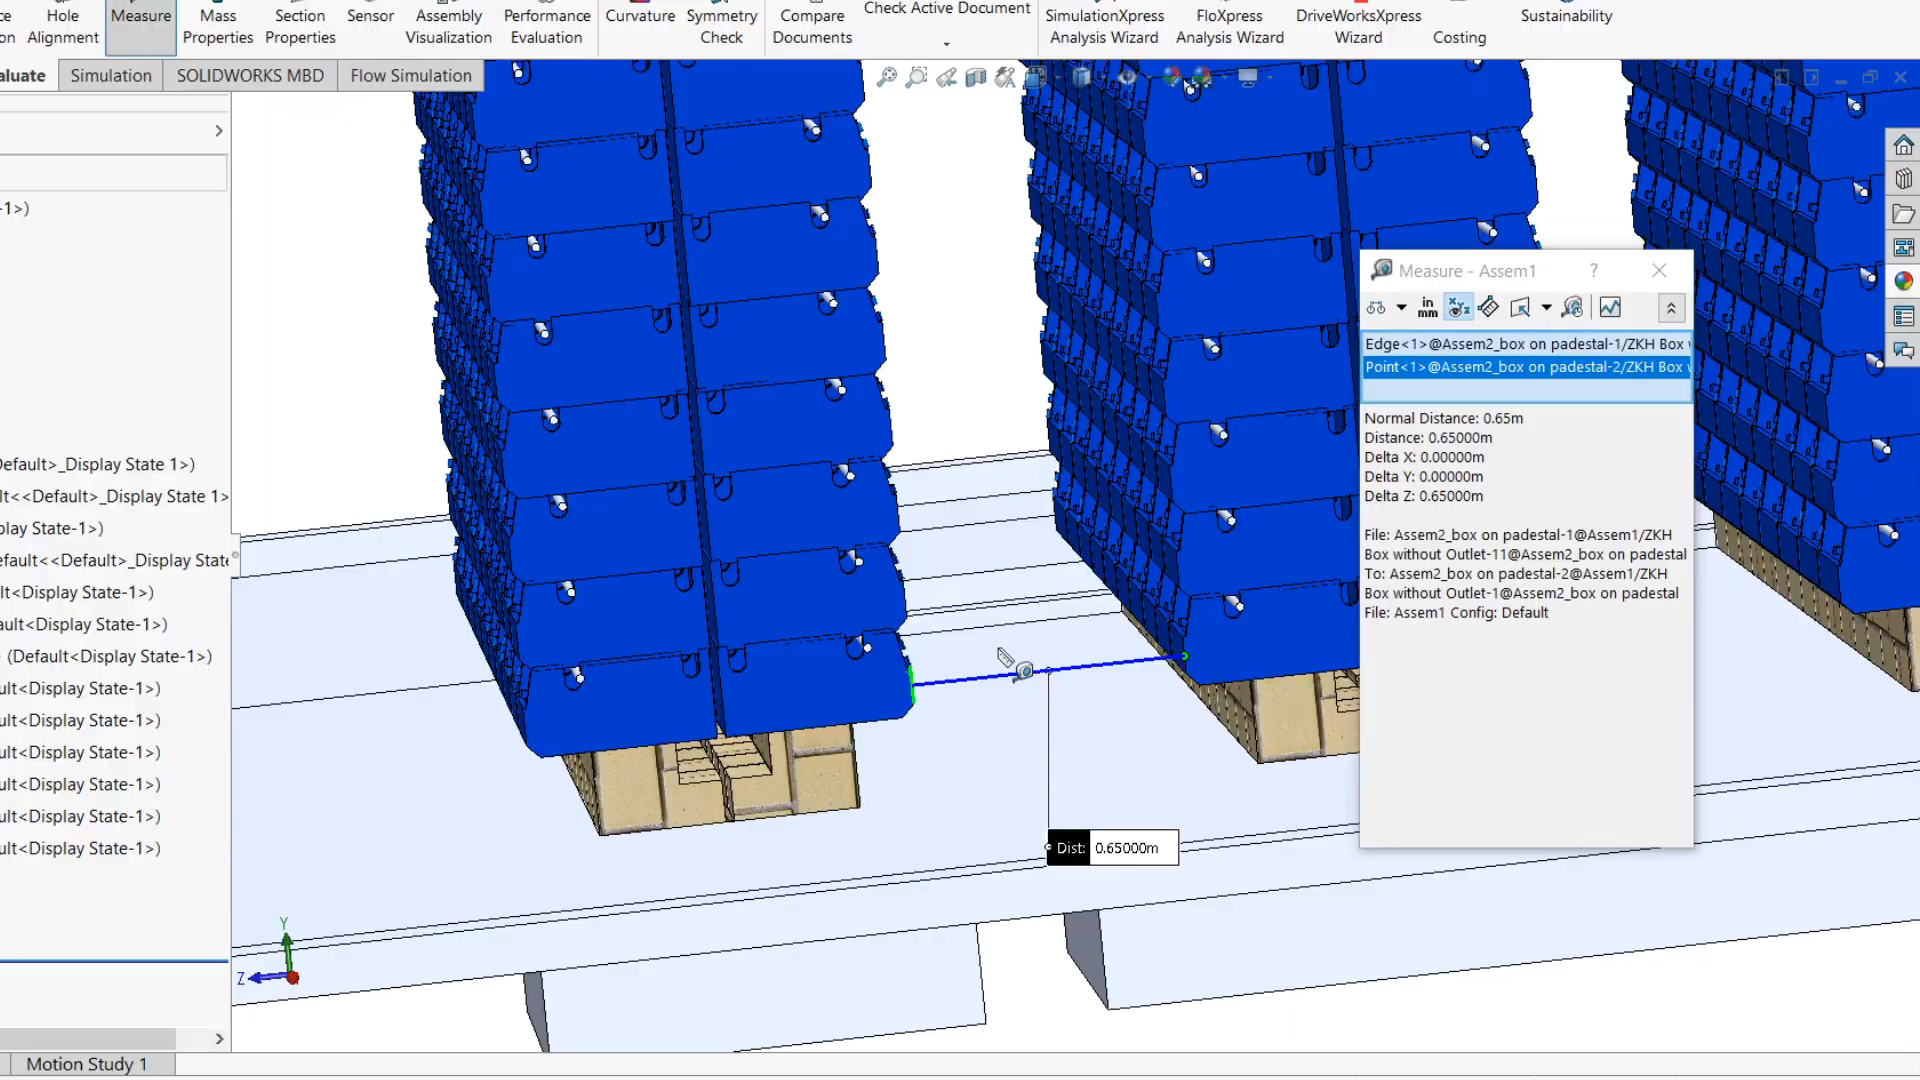 Hole
Alignment
Measure
Mass
Properties
Section
Properties
Sensor
Assembly
Visualization
Performance
Evaluation
Curvature
Symmetry
Check
Compare
Documents
Check Active Document
SimulationXpress
Analysis Wizard
FloXpress
Analysis Wizard
DriveWorksXpress
Wizard
Costing
Sustainability
aluate
Simulation
SOLIDWORKS MBD
Flow Simulation
-1>)
Default>_Display State 1>)
lt<<Default>_Display State 1>
play State-1>)
efault<<Default>_Display State
lt<Display State-1>)
ault<Display State-1>)
(Default<Display State-1>)
ult<Display State-1>)
ult<Display State-1>)
ult<Display State-1>)
ult<Display State-1>)
ult<Display State-1>)
ult<Display State-1>)
Motion Study 1
Y
Z
Dist: 0.65000m
Measure - Assem1
?
in
mm
Edge<1>@Assem2_box on padestal-1/ZKH Box
Point<1>@Assem2_box on padestal-2/ZKH Box
Normal Distance: 0.65m
Distance: 0.65000m
Delta X: 0.00000m
Delta Y: 0.00000m
Delta Z: 0.65000m
File: Assem2_box on padestal-1@Assem1/ZKH
Box without Outlet-11@Assem2_box on padestal
To: Assem2_box on padestal-2@Assem1/ZKH
Box without Outlet-1@Assem2_box on padestal
File: Assem1 Config: Default